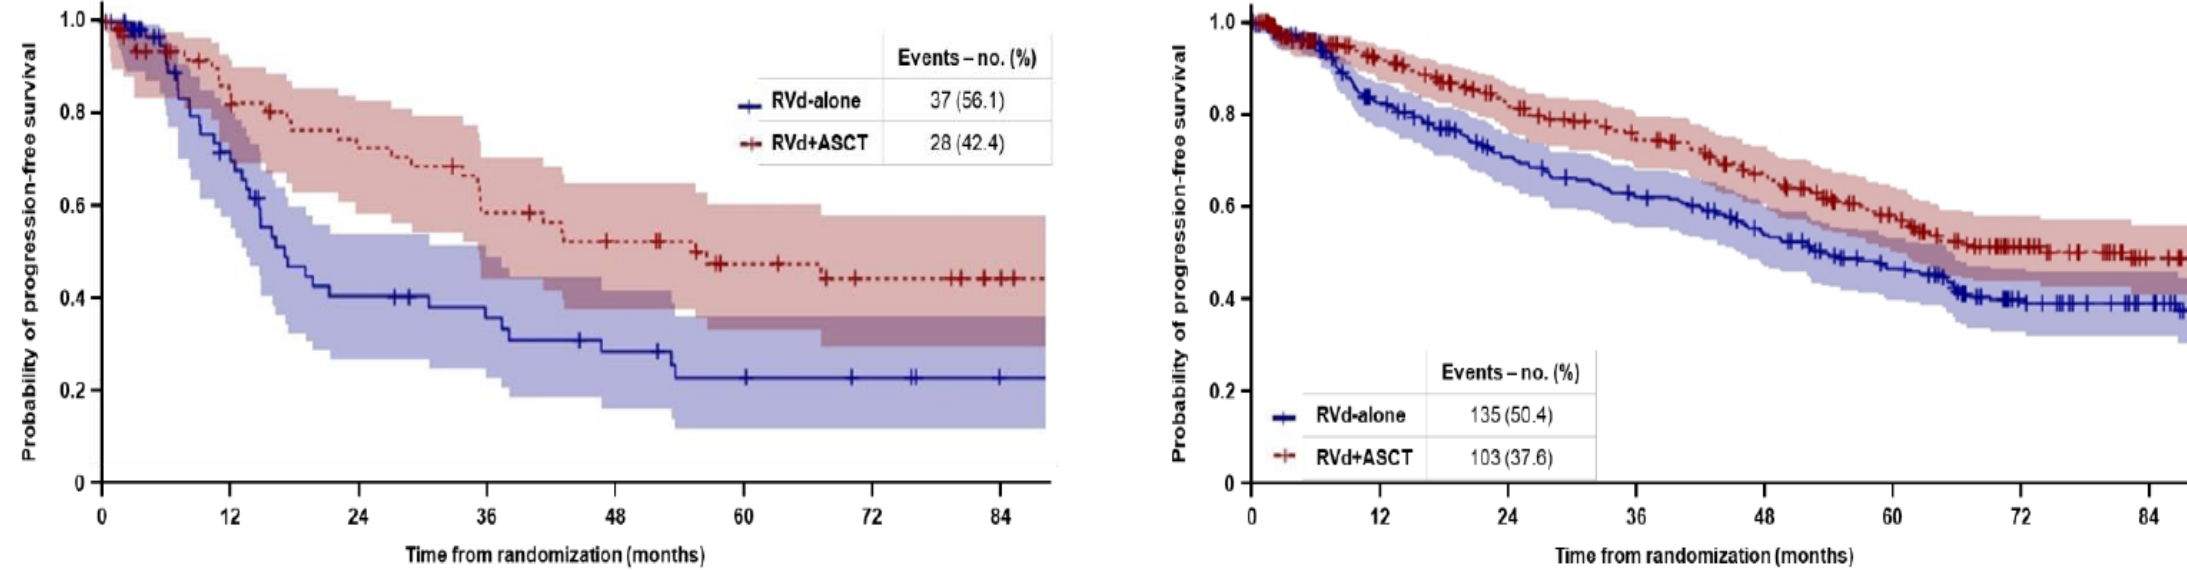 Probability of progression-free survival
1.0
0.8
0.6
0.4
0.2
0
Events – no. (%)
RVd-alone 37 (56.1)
RVd+ASCT 28 (42.4)
0 12 24 36 48 60 72 84
Time from randomization (months)
Probability of progression-free survival
1.0
0.8
0.6
0.4
0.2
0
Events – no. (%)
RVd-alone 135 (50.4)
RVd+ASCT 103 (37.6)
0 12 24 36 48 60 72 84
Time from randomization (months)